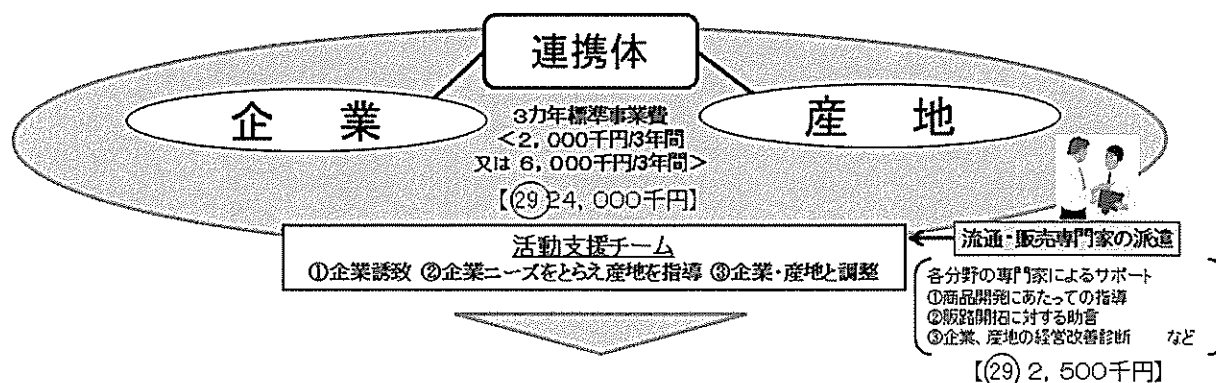 連携体
企　業
産　地
3カ年標準事業費
<2,000千円/3年間
又は 6,000千円/3年間>
【㉙24,000千円】
活動支援チーム
①企業誘致 ②企業ニーズをとらえ産地を指導 ③企業・産地と調整
流通・販売専門家の派遣
各分野の専門家によるサポート
①商品開発にあたっての指導
②販路開拓に対する助言
③企業、産地の経営改善診断　など
【㉙ 2,500千円】